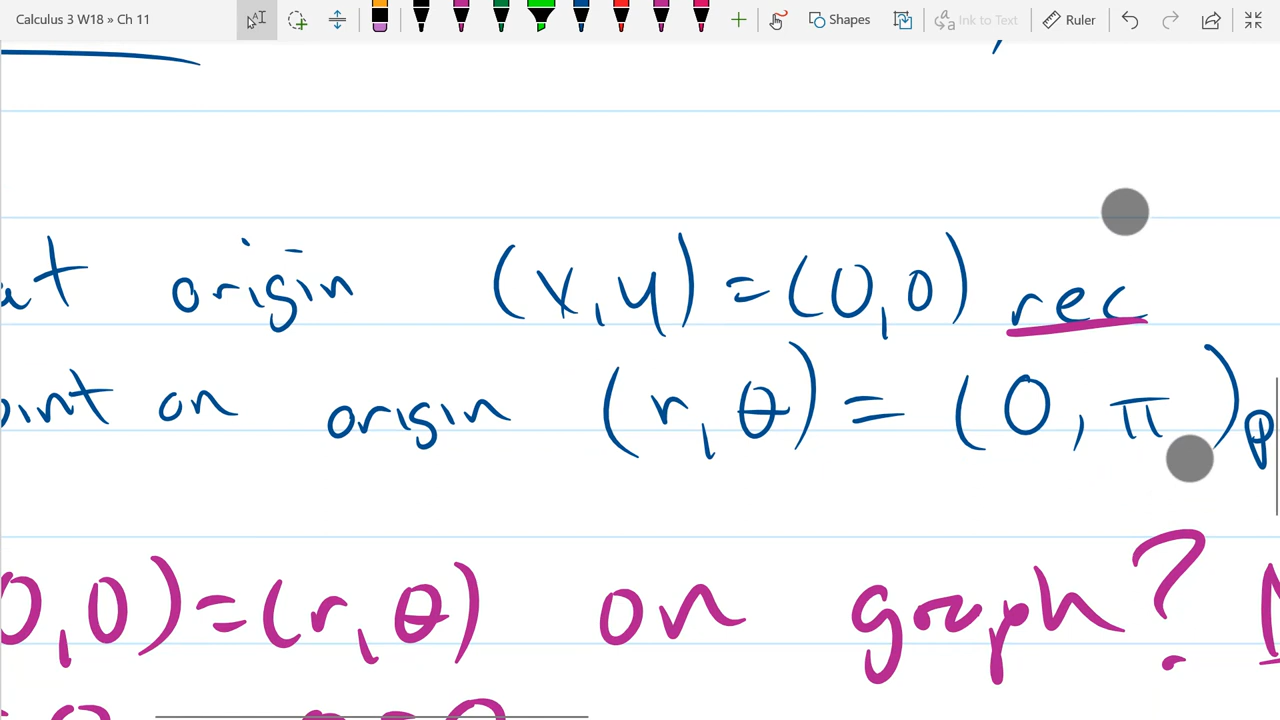 Calculus 3 W18 » Ch 11
Shapes
Ink to Text
Ruler
at origin (x,y)=(0,0) rec
oint on origin (r,θ) = (0, π)p
0,0)=(r,θ) on graph?